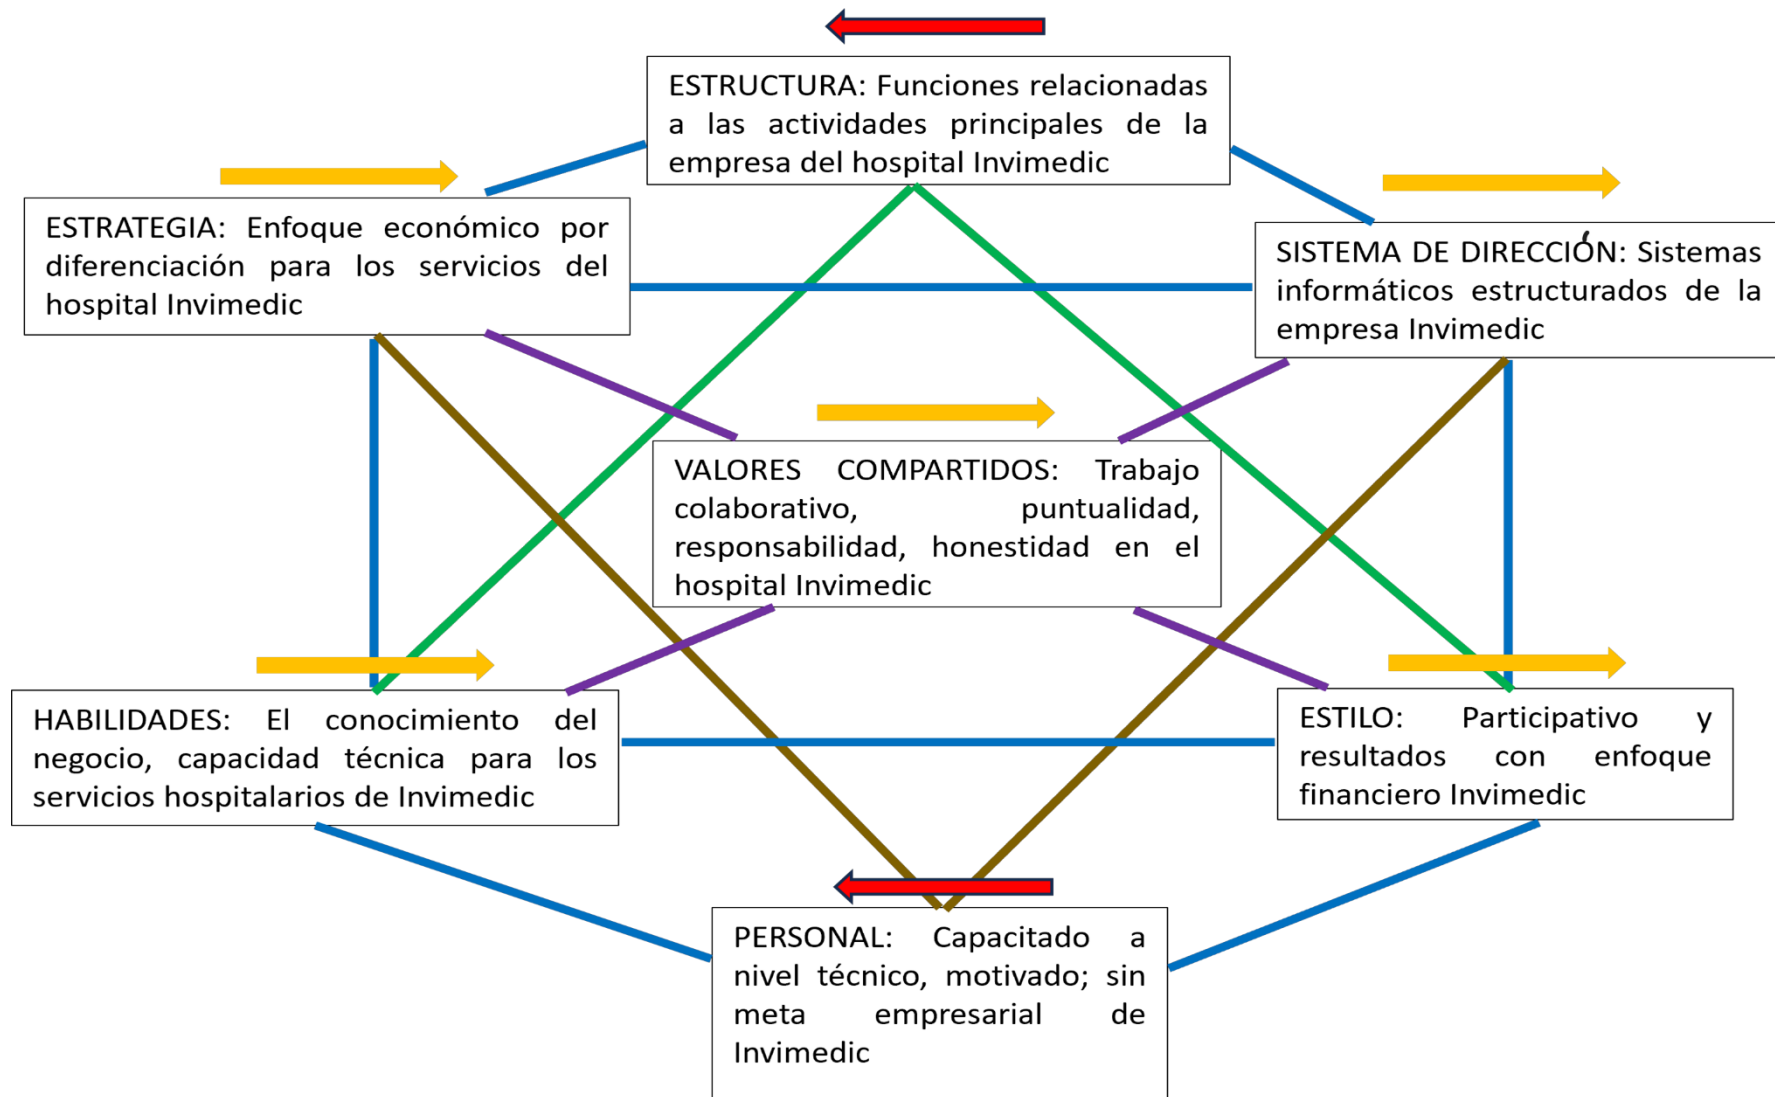 ESTRUCTURA: Funciones relacionadas
a las actividades principales de la
empresa del hospital Invimedic
ESTRATEGIA: Enfoque económico por
diferenciación para los servicios del
hospital Invimedic
SISTEMA DE DIRECCIÓN: Sistemas
informáticos estructurados de la
empresa Invimedic
VALORES COMPARTIDOS: Trabajo
colaborativo, puntualidad,
responsabilidad, honestidad en el
hospital Invimedic
HABILIDADES: El conocimiento del
negocio, capacidad técnica para los
servicios hospitalarios de Invimedic
ESTILO: Participativo y
resultados con enfoque
financiero Invimedic
PERSONAL: Capacitado a
nivel técnico, motivado; sin
meta empresarial de
Invimedic